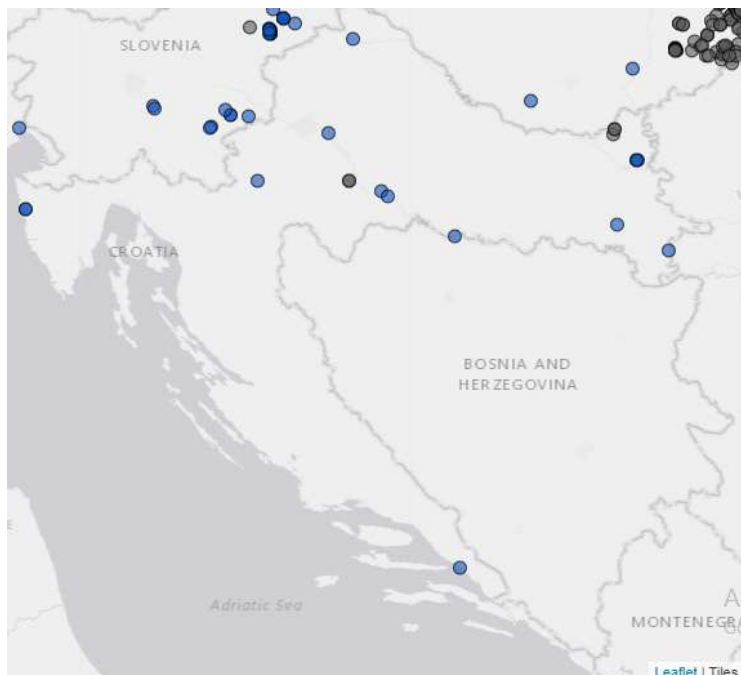 SLOVENIA
CROATIA
BOSNIA AND
HERZEGOVINA
E
Adriatic Sea
A
MONTENEGR
Leaflet | Tiles